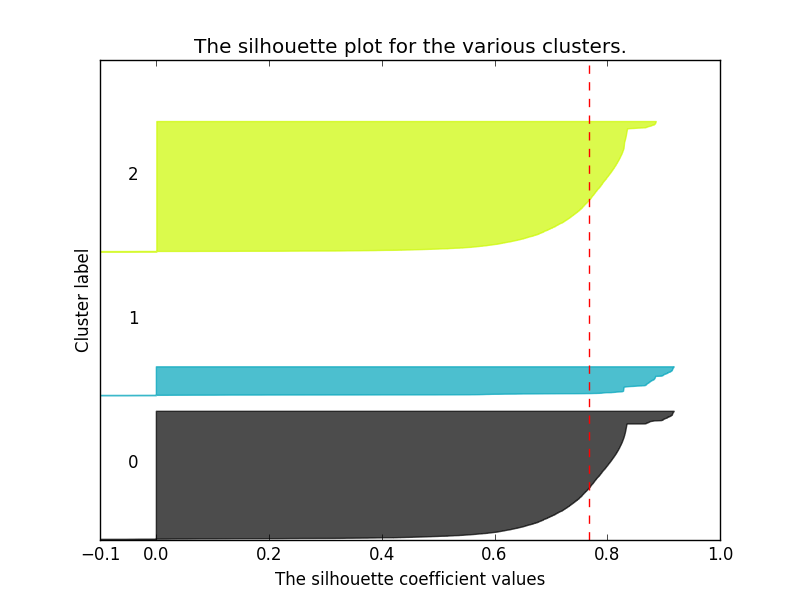 The silhouette plot for the various clusters.
2
1
0
Cluster label
−0.1 0.0 0.2 0.4 0.6 0.8 1.0
The silhouette coefficient values